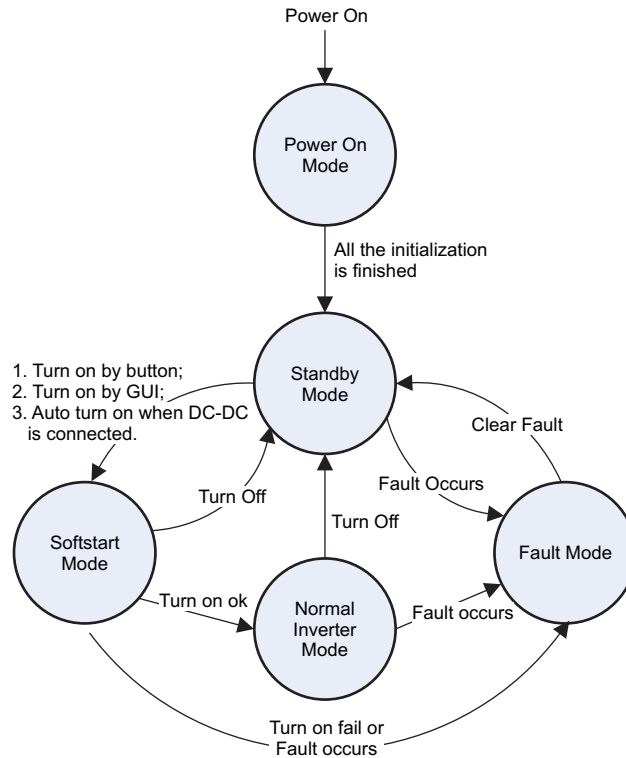 Power On
Power On
Mode
All the initialization
is finished
Standby
Mode
1. Turn on by button;
2. Turn on by GUI;
3. Auto turn on when DC-DC
is connected.
Clear Fault
Turn Off
Fault Occurs
Turn Off
Softstart
Mode
Fault Mode
Turn on ok
Normal
Inverter
Mode
Fault occurs
Turn on fail or
Fault occurs